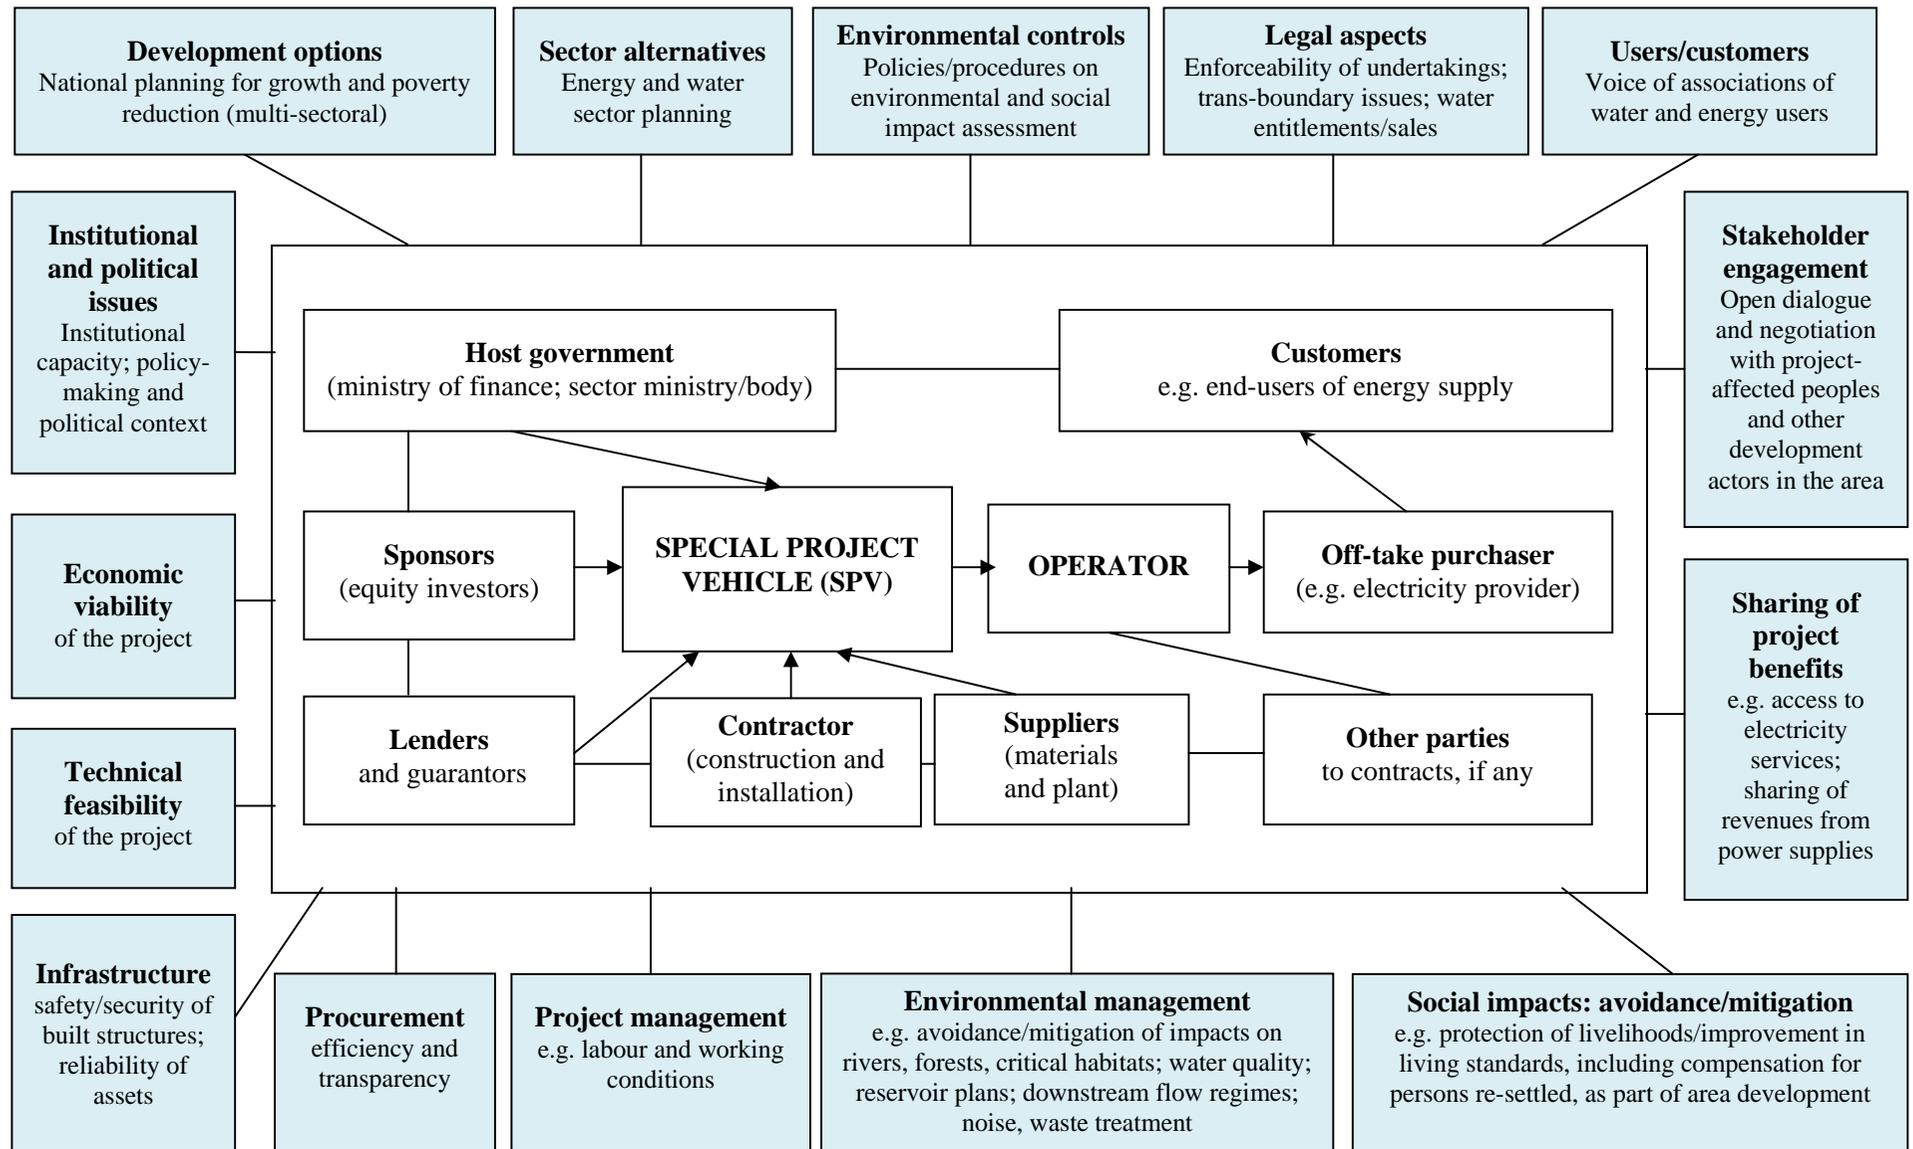 Development options
National planning for growth and poverty
reduction (multi-sectoral)
Sector alternatives
Energy and water
sector planning
Environmental controls
Policies/procedures on
environmental and social
impact assessment
Legal aspects
Enforceability of undertakings;
trans-boundary issues; water
entitlements/sales
Users/customers
Voice of associations of
water and energy users
Institutional
and political
issues
Institutional
capacity; policy-
making and
political context
Host government
(ministry of finance; sector ministry/body)
Customers
e.g. end-users of energy supply
Stakeholder
engagement
Open dialogue
and negotiation
with project-
affected peoples
and other
development
actors in the area
Economic
viability
of the project
Sponsors
(equity investors)
SPECIAL PROJECT
VEHICLE (SPV)
OPERATOR
Off-take purchaser
(e.g. electricity provider)
Sharing of
project
benefits
e.g. access to
electricity
services;
sharing of
revenues from
power supplies
Technical
feasibility
of the project
Lenders
and guarantors
Contractor
(construction and
installation)
Suppliers
(materials
and plant)
Other parties
to contracts, if any
Infrastructure
safety/security of
built structures;
reliability of
assets
Procurement
efficiency and
transparency
Project management
e.g. labour and working
conditions
Environmental management
e.g. avoidance/mitigation of impacts on
rivers, forests, critical habitats; water quality;
reservoir plans; downstream flow regimes;
noise, waste treatment
Social impacts: avoidance/mitigation
e.g. protection of livelihoods/improvement in
living standards, including compensation for
persons re-settled, as part of area development